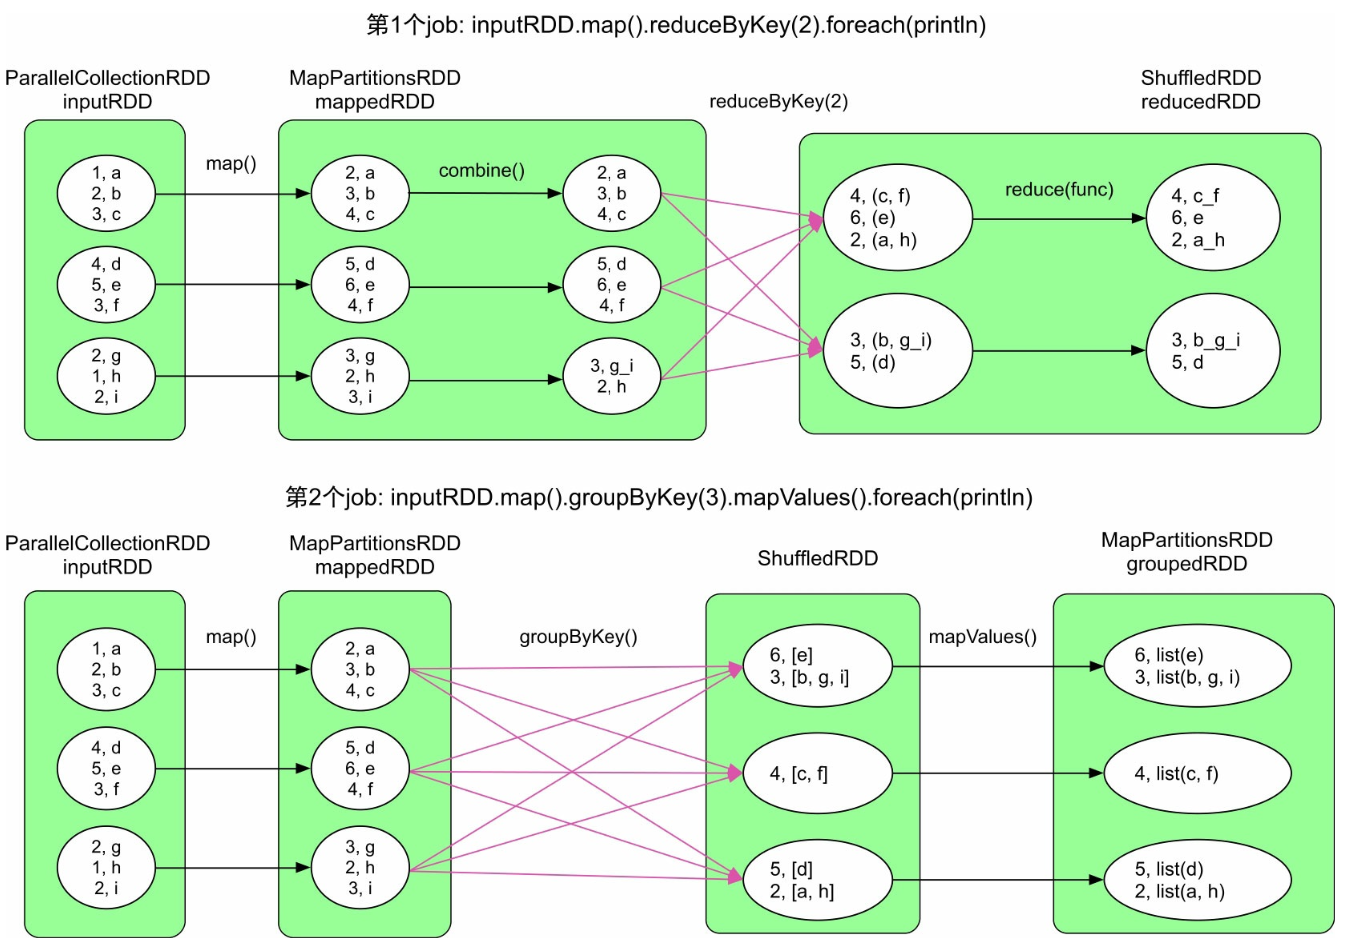 第1个job: inputRDD.map().reduceByKey(2).foreach(println)
ParallelCollectionRDD
inputRDD
MapPartitionsRDD
mappedRDD
reduceByKey(2)
ShuffledRDD
reducedRDD
map()
combine()
reduce(func)
1, a
2, b
3, c
2, a
3, b
4, c
2, a
3, b
4, c
4, (c, f)
6, (e)
2, (a, h)
4, c_f
6, e
2, a_h
4, d
5, e
3, f
5, d
6, e
4, f
5, d
6, e
4, f
3, (b, g_i)
5, (d)
3, b_g_i
5, d
2, g
1, h
2, i
3, g
2, h
3, i
3, g_i
2, h
第2个job: inputRDD.map().groupByKey(3).mapValues().foreach(println)
ParallelCollectionRDD
inputRDD
MapPartitionsRDD
mappedRDD
ShuffledRDD
MapPartitionsRDD
groupedRDD
map()
groupByKey()
mapValues()
1, a
2, b
3, c
2, a
3, b
4, c
6, [e]
3, [b, g, i]
6, list(e)
3, list(b, g, i)
4, d
5, e
3, f
5, d
6, e
4, f
4, [c, f]
4, list(c, f)
2, g
1, h
2, i
3, g
2, h
3, i
5, [d]
2, [a, h]
5, list(d)
2, list(a, h)